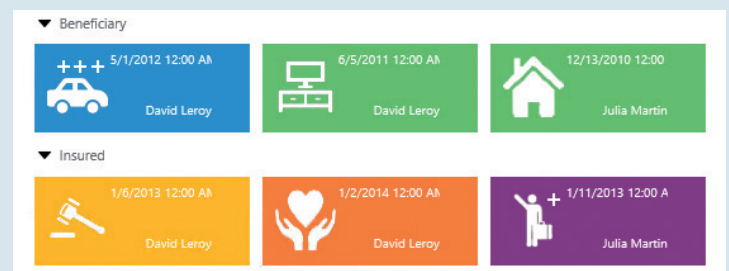 Beneficiary
5/1/2012 12:00 AM
David Leroy
6/5/2011 12:00 AM
David Leroy
12/13/2010 12:00
Julia Martin
Insured
1/6/2013 12:00 AM
David Leroy
1/2/2014 12:00 AM
David Leroy
1/11/2013 12:00 A
Julia Martin